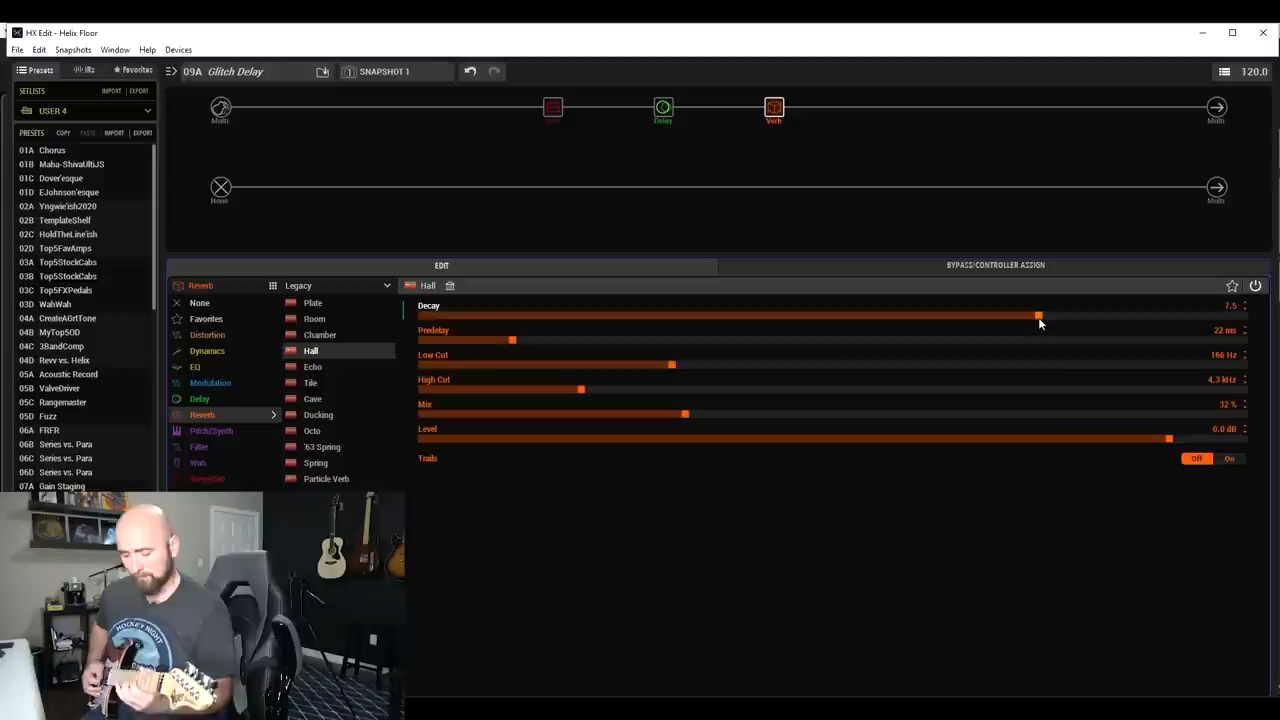 HX Edit - Helix Floor
File Edit Snapshots Window Help Devices
Presets IRs Favorites
09A Glitch Delay
1 SNAPSHOT 1
120.0
SETLISTS IMPORT EXPORT
USER 4
PRESETS COPY PASTE IMPORT EXPORT
01A Chorus
01B Maha-ShivaUltiJS
01C Dover'esque
01D EJohnson'esque
02A Yngwie'ish2020
02B TemplateShelf
02C HoldTheLine'ish
02D Top5FavAmps
03A Top5StockCabs
03B Top5StockCabs
03C Top5FXPedals
03D WahWah
04A CreateAGrtTone
04B MyTop5OD
04C 3BandComp
04D Revv vs. Helix
05A Acoustic Record
05B ValveDriver
05C Rangemaster
05D Fuzz
06A FRFR
06B Series vs. Para
06C Series vs. Para
06D Series vs. Para
07A Gain Staging
Multi Delay Verb Multi
None Multi
EDIT BYPASS/CONTROLLER ASSIGN
Reverb Legacy Hall
None
Favorites
Distortion
Dynamics
EQ
Modulation
Delay
Reverb
Pitch/Synth
Filter
Wah
Plate
Room
Chamber
Hall
Echo
Tile
Cave
Ducking
Octo
'63 Spring
Spring
Particle Verb
Decay 7.5
Predelay 22 ms
Low Cut 166 Hz
High Cut 4.3 kHz
Mix 32 %
Level 0.0 dB
Trails Off On
HOCKEY NIGHT